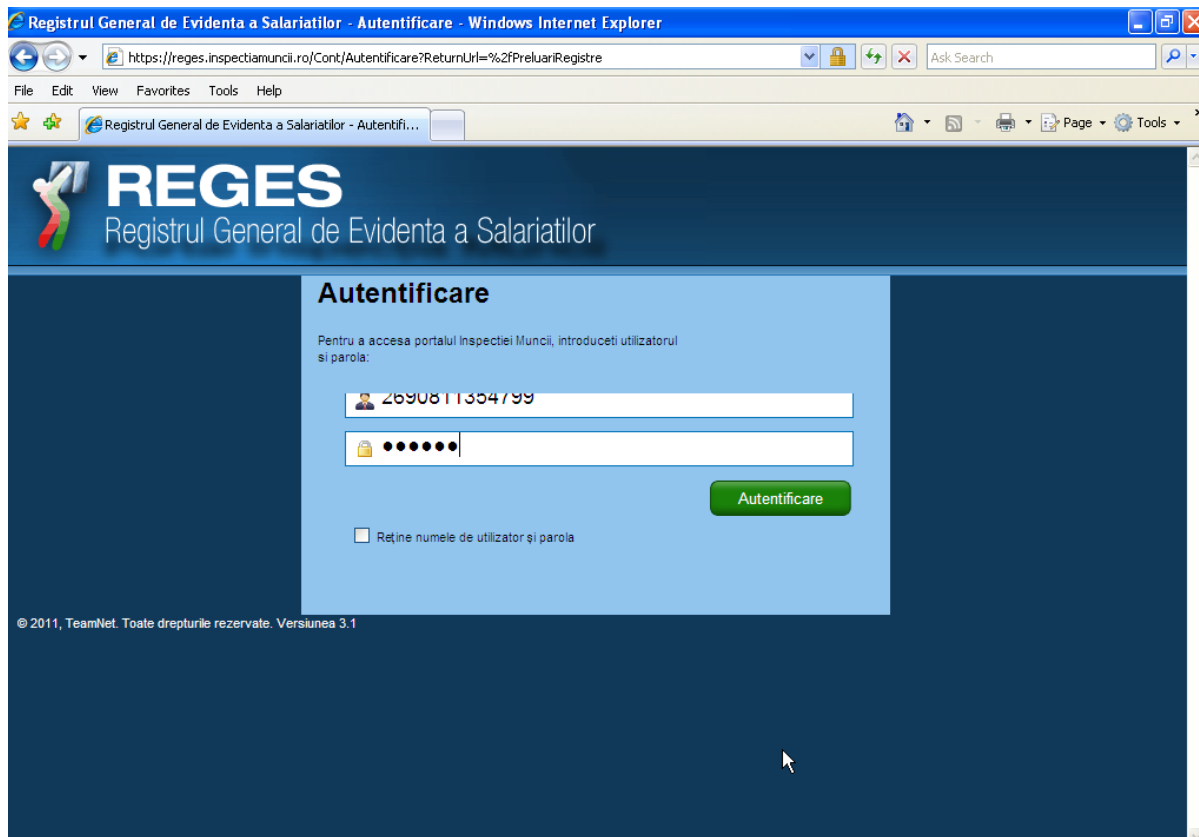 Registrul General de Evidenta a Salariatilor - Autentificare - Windows Internet Explorer
https://reges.inspectiamuncii.ro/Cont/Autentificare?ReturnUrl=%2fPreluariRegistre
Ask Search
File Edit View Favorites Tools Help
Registrul General de Evidenta a Salariatilor - Autentifi...
Page Tools
REGES
Registrul General de Evidenta a Salariatilor
Autentificare
Pentru a accesa portalul Inspectiei Muncii, introduceti utilizatorul
si parola:
2690811354799
●●●●●●
Autentificare
Reține numele de utilizator și parola
© 2011, TeamNet. Toate drepturile rezervate. Versiunea 3.1